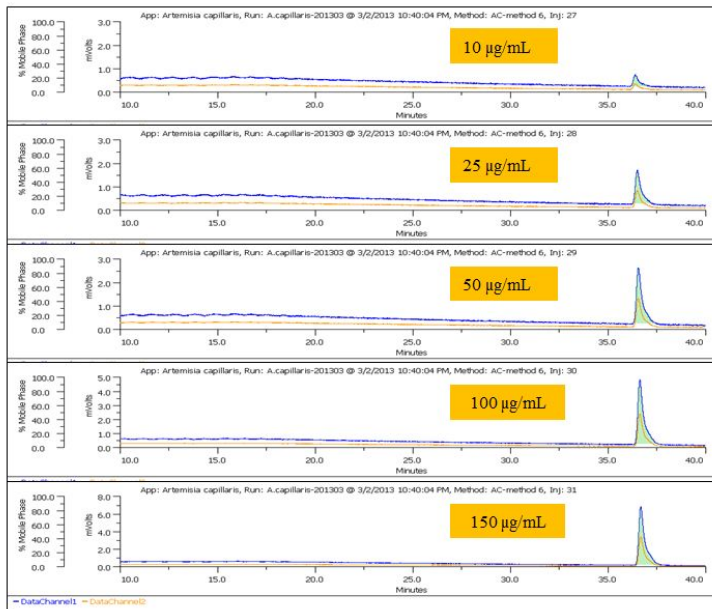 App: Artemisia capillaris, Run: A.capillaris-201303 @ 3/2/2013 10:40:04 PM, Method: AC-method 6, Inj: 27
% Mobile Phase
100.0
80.0
60.0
40.0
20.0
0.0
mVolts
3.0
2.0
1.0
0.0
10 µg/mL
10.0 15.0 20.0 25.0 30.0 35.0 40.0
Minutes
App: Artemisia capillaris, Run: A.capillaris-201303 @ 3/2/2013 10:40:04 PM, Method: AC-method 6, Inj: 28
% Mobile Phase
100.0
80.0
60.0
40.0
20.0
0.0
mVolts
3.0
2.0
1.0
0.0
25 µg/mL
10.0 15.0 20.0 25.0 30.0 35.0 40.0
Minutes
App: Artemisia capillaris, Run: A.capillaris-201303 @ 3/2/2013 10:40:04 PM, Method: AC-method 6, Inj: 29
% Mobile Phase
100.0
80.0
60.0
40.0
20.0
0.0
mVolts
3.0
2.0
1.0
0.0
50 µg/mL
10.0 15.0 20.0 25.0 30.0 35.0 40.0
Minutes
App: Artemisia capillaris, Run: A.capillaris-201303 @ 3/2/2013 10:40:04 PM, Method: AC-method 6, Inj: 30
% Mobile Phase
100.0
80.0
60.0
40.0
20.0
0.0
mVolts
5.0
4.0
3.0
2.0
1.0
0.0
100 µg/mL
10.0 15.0 20.0 25.0 30.0 35.0 40.0
Minutes
App: Artemisia capillaris, Run: A.capillaris-201303 @ 3/2/2013 10:40:04 PM, Method: AC-method 6, Inj: 31
% Mobile Phase
100.0
80.0
60.0
40.0
20.0
0.0
mVolts
8.0
6.0
4.0
2.0
0.0
150 µg/mL
10.0 15.0 20.0 25.0 30.0 35.0 40.0
Minutes
DataChannel1 DataChannel2